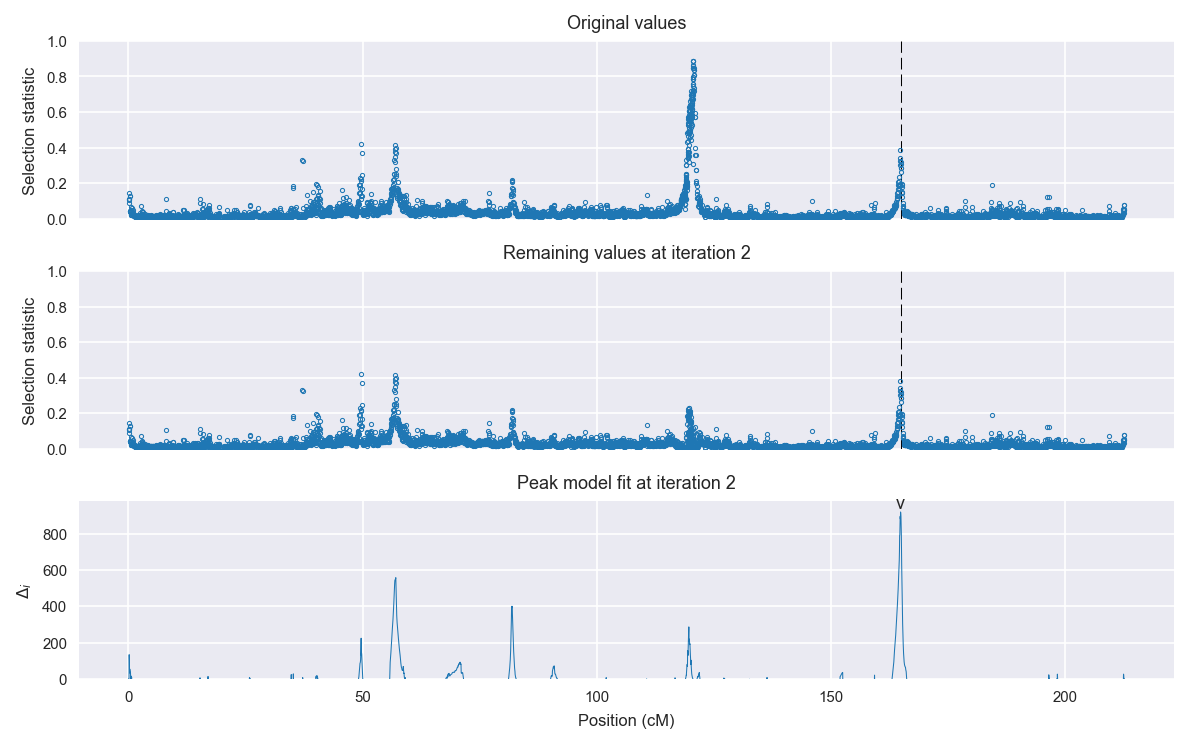 Original values
Selection statistic
1.0
0.8
0.6
0.4
0.2
0.0
Remaining values at iteration 2
Selection statistic
1.0
0.8
0.6
0.4
0.2
0.0
Peak model fit at iteration 2
v
Δi
800
600
400
200
0
0 50 100 150 200
Position (cM)